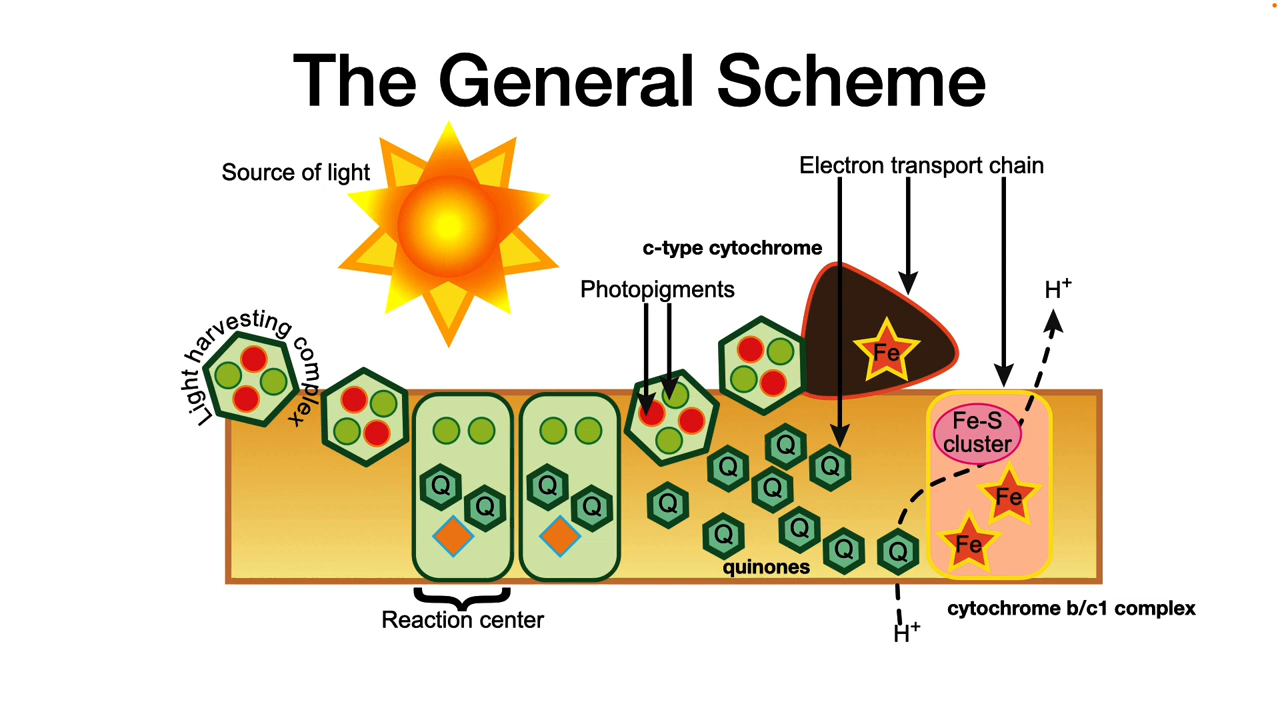 The General Scheme
Source of light
Electron transport chain
c-type cytochrome
Photopigments
H+
Light harvesting complex
Fe
Fe-S
cluster
Q
Q
Q
Q
Q
Q
Q
Q
Q
Q
Q
Q
Q
Q
Fe
Fe
quinones
Reaction center
cytochrome b/c1 complex
H+